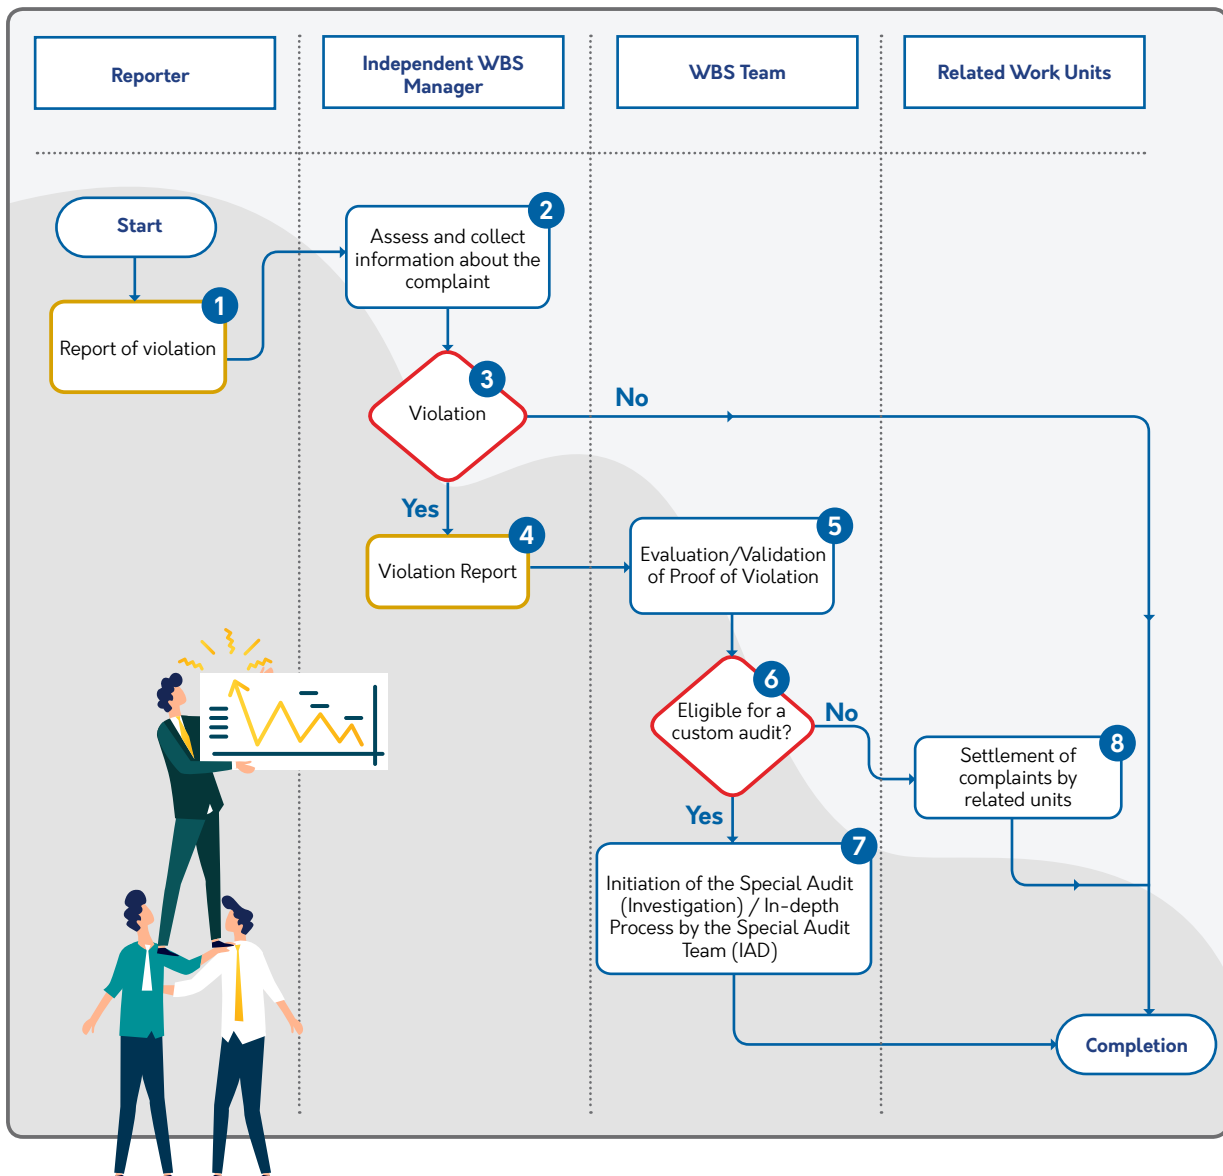 Reporter
Independent WBS
Manager
WBS Team
Related Work Units
Start
1
Report of violation
2
Assess and collect
information about the
complaint
3
Violation
No
Yes
4
Violation Report
5
Evaluation/Validation
of Proof of Violation
6
Eligible for a
custom audit?
No
Yes
8
Settlement of
complaints by
related units
7
Initiation of the Special Audit
(Investigation) / In-depth
Process by the Special Audit
Team (IAD)
Completion